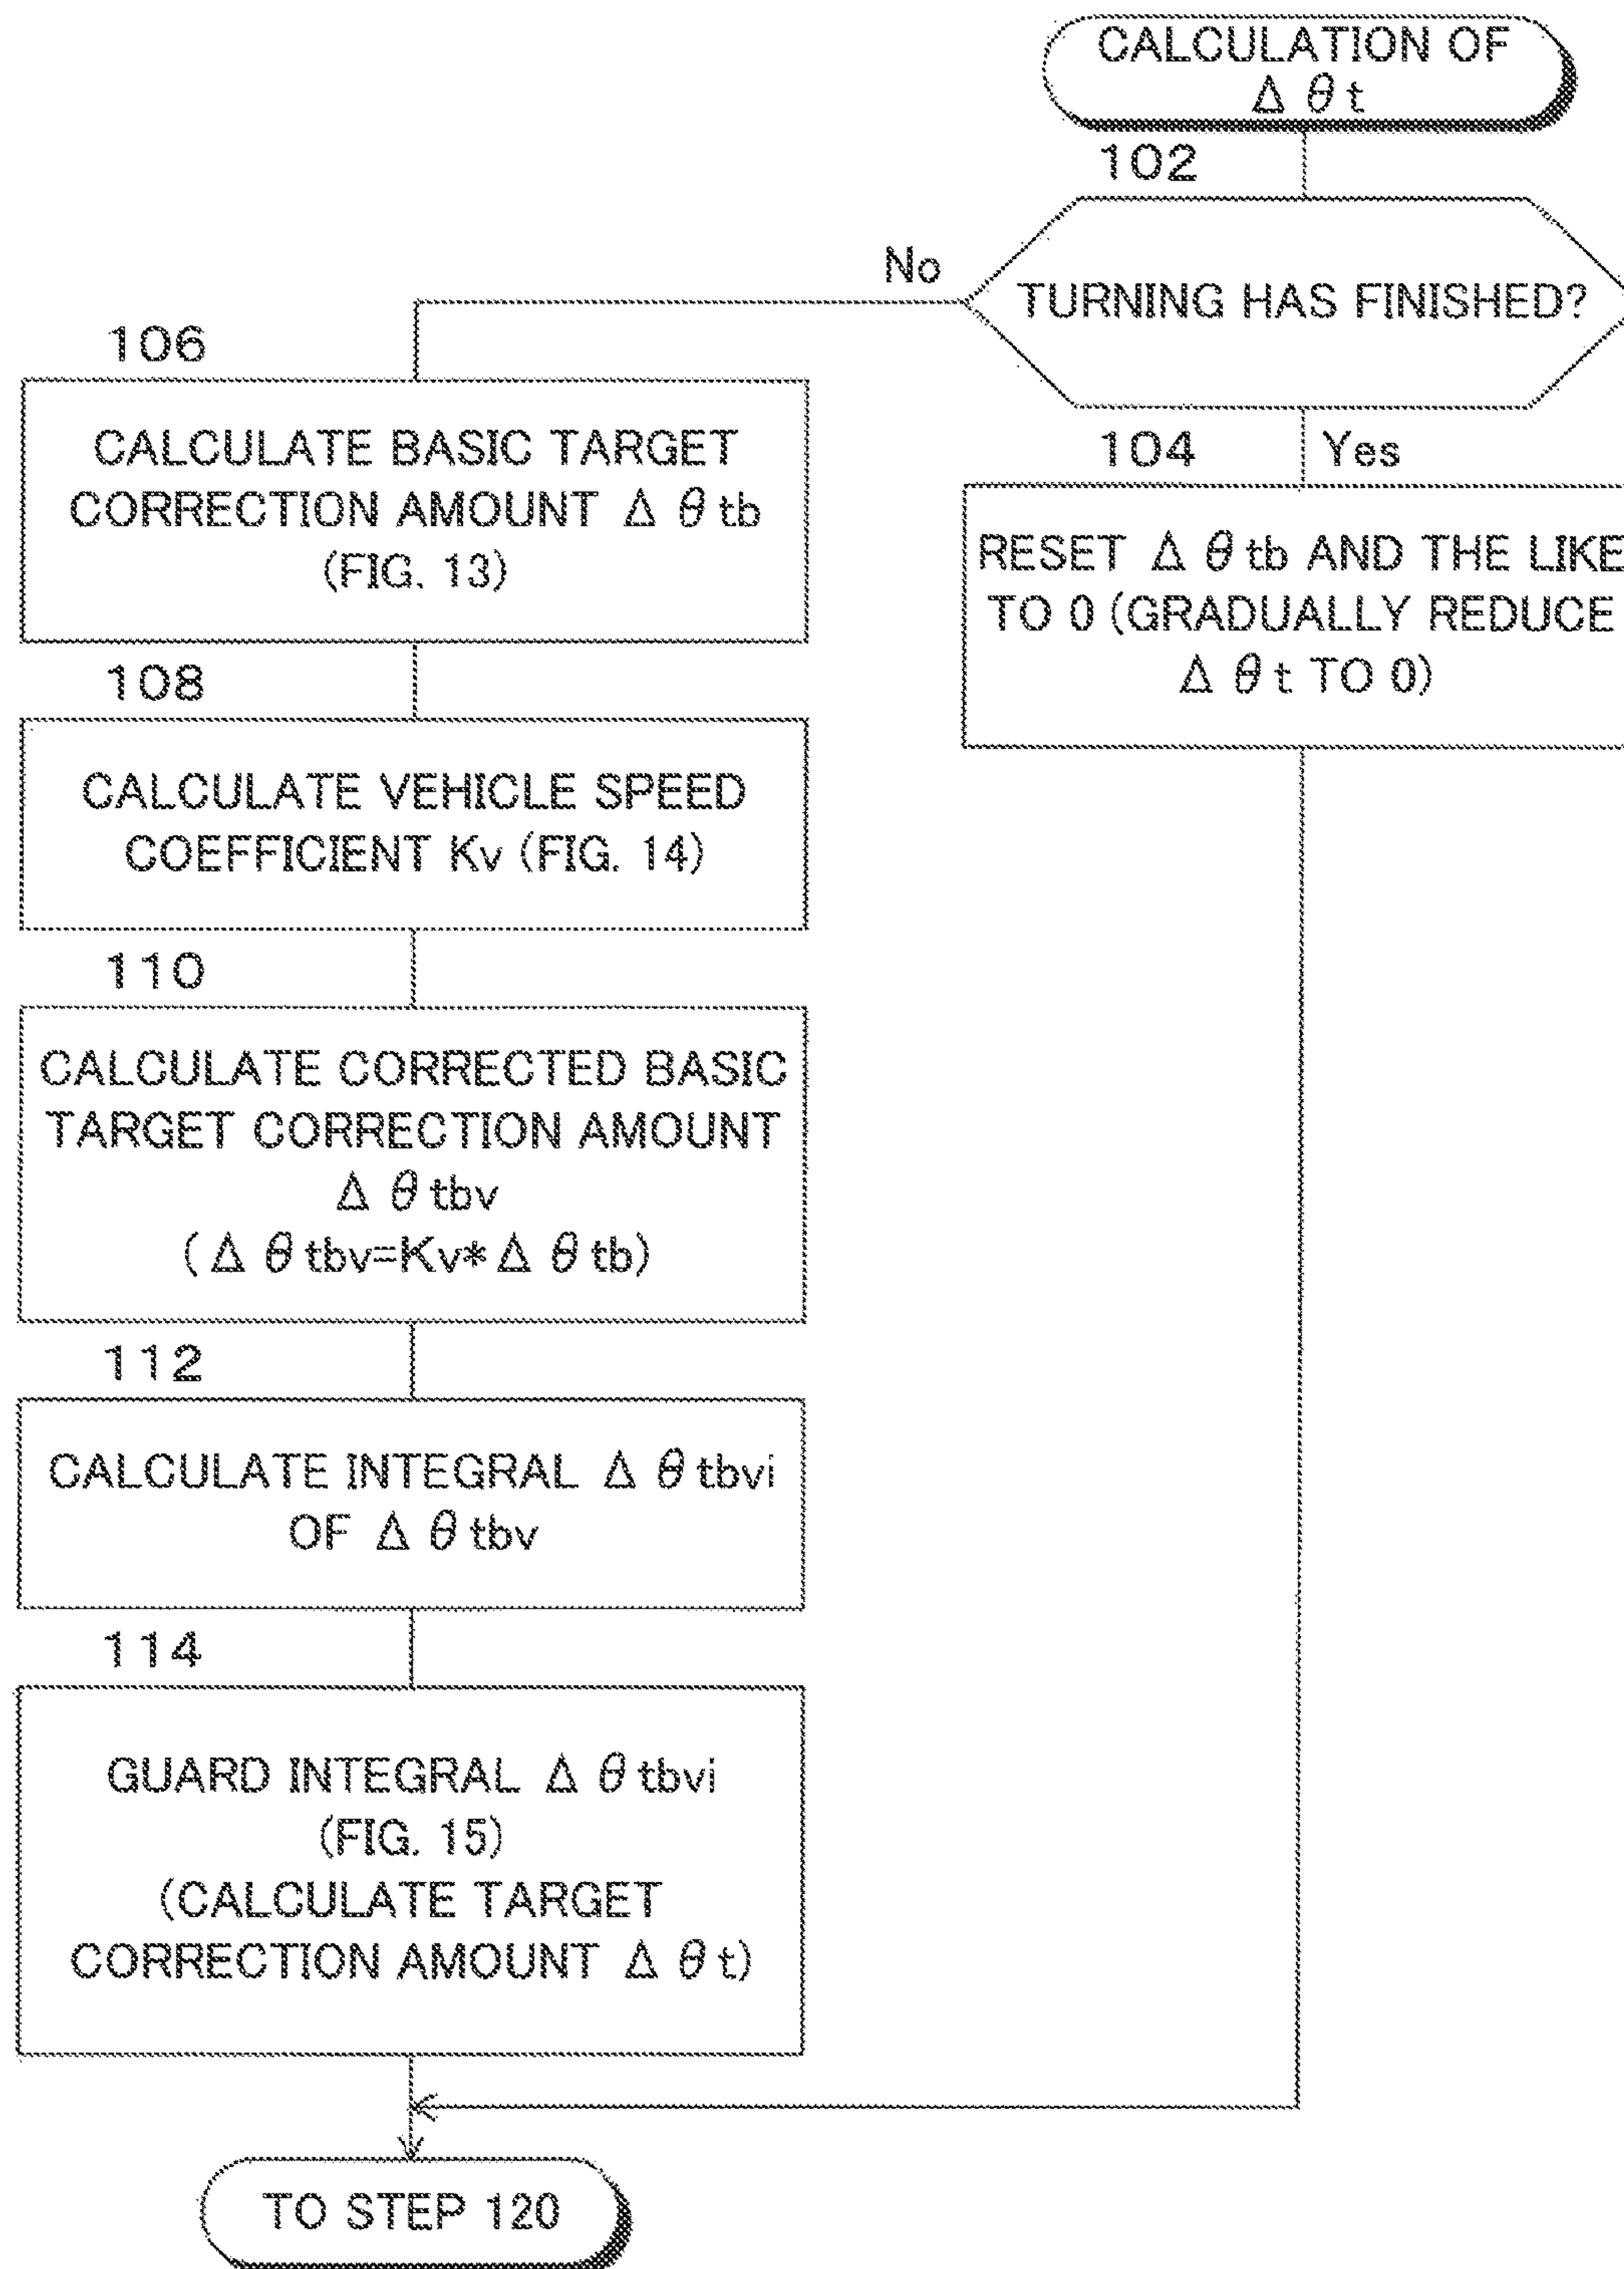 CALCULATION OF
Δ θ t
102
TURNING HAS FINISHED?
No
104
Yes
RESET Δ θ tb AND THE LIKE
TO 0 (GRADUALLY REDUCE
Δ θ t TO 0)
106
CALCULATE BASIC TARGET
CORRECTION AMOUNT Δ θ tb
(FIG. 13)
108
CALCULATE VEHICLE SPEED
COEFFICIENT Kv (FIG. 14)
110
CALCULATE CORRECTED BASIC
TARGET CORRECTION AMOUNT
Δ θ tbv
(Δ θ tbv=Kv*Δ θ tb)
112
CALCULATE INTEGRAL Δ θ tbvi
OF Δ θ tbv
114
GUARD INTEGRAL Δ θ tbvi
(FIG. 15)
(CALCULATE TARGET
CORRECTION AMOUNT Δ θ t)
TO STEP 120